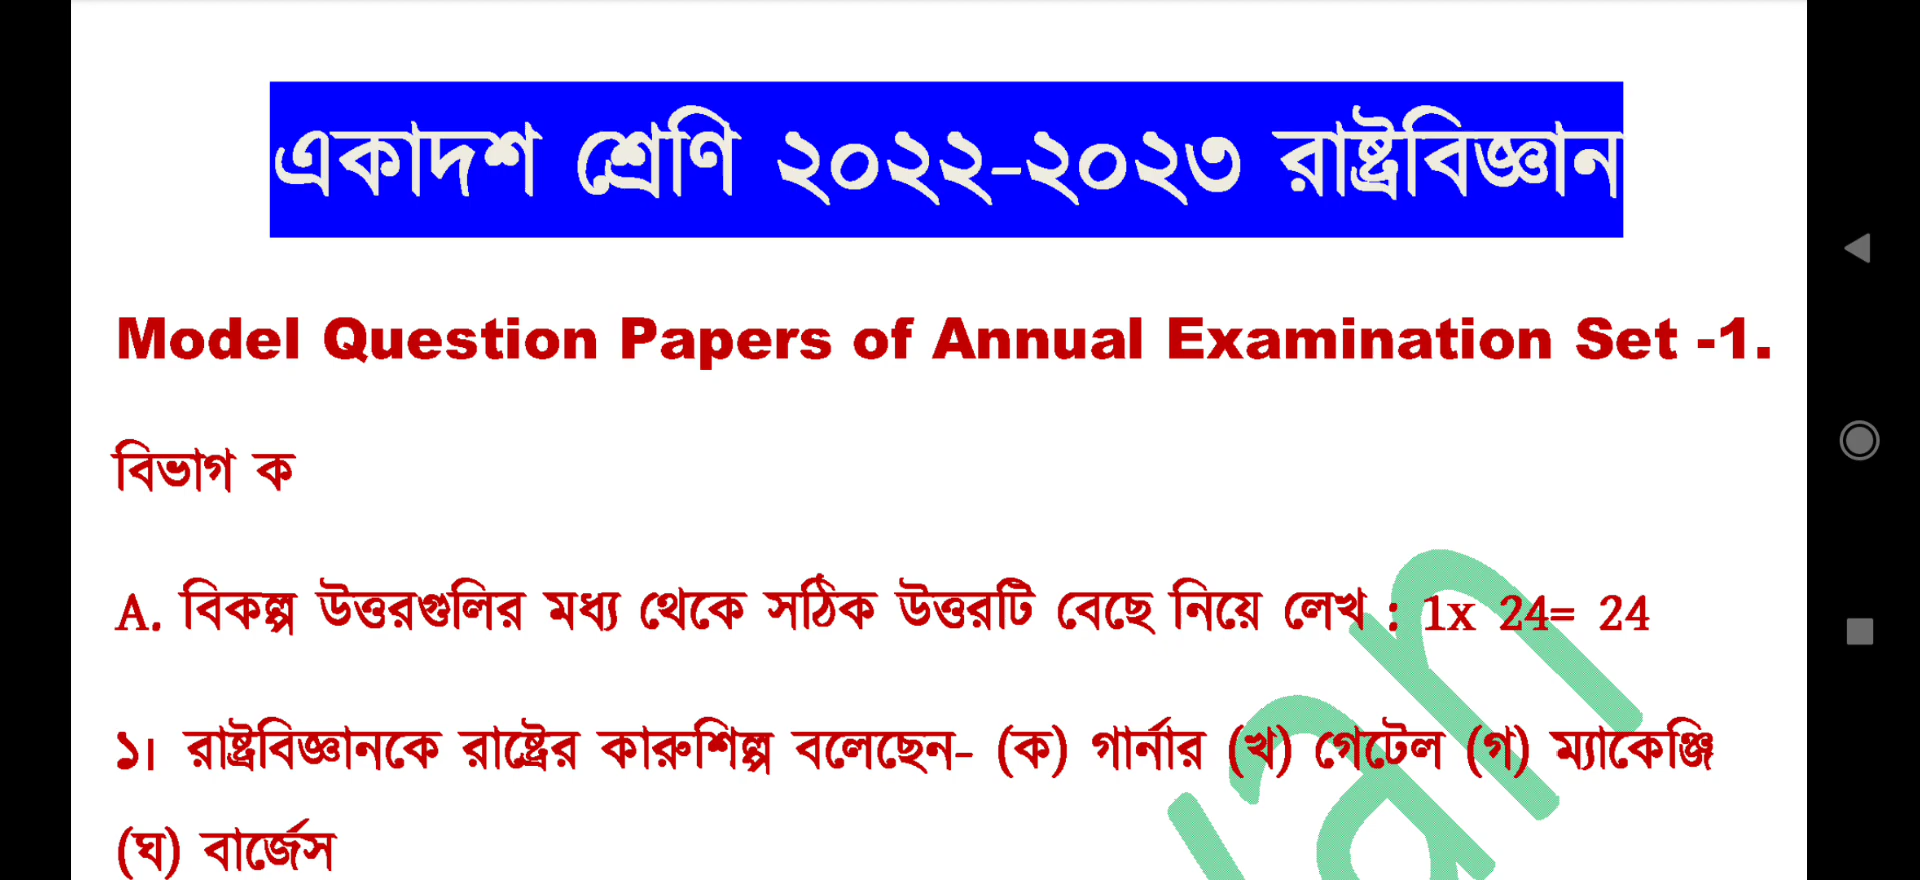 একাদশ শ্রেণি ২০২২-২০২৩ রাষ্ট্রবিজ্ঞান
Model Question Papers of Annual Examination Set -1.
বিভাগ ক
A. বিকল্প উত্তরগুলির মধ্য থেকে সঠিক উত্তরটি বেছে নিয়ে লেখ : 1x 24= 24
১। রাষ্ট্রবিজ্ঞানকে রাষ্ট্রের কারুশিল্প বলেছেন- (ক) গার্নার (খ) গেটেল (গ) ম্যাকেঞ্জি
(ঘ) বার্জেস